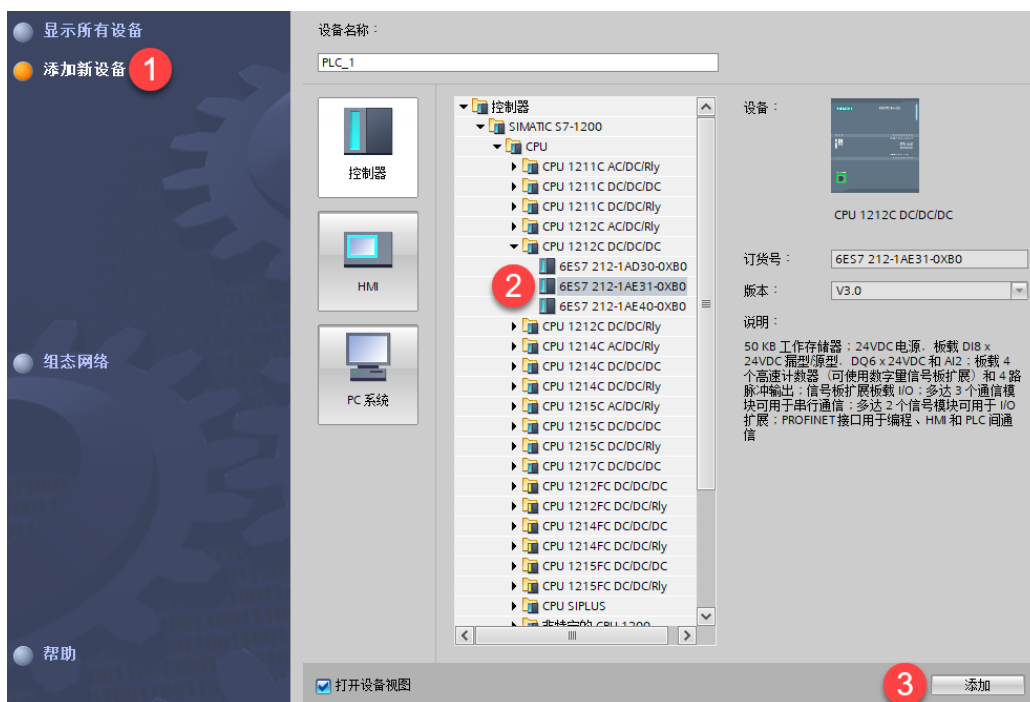 显示所有设备
添加新设备
1
组态网络
帮助
设备名称：
PLC_1
控制器
HMI
PC 系统
控制器
SIMATIC S7-1200
CPU
CPU 1211C AC/DC/Rly
CPU 1211C DC/DC/DC
CPU 1211C DC/DC/Rly
CPU 1212C AC/DC/Rly
CPU 1212C DC/DC/DC
6ES7 212-1AD30-0XB0
2
6ES7 212-1AE31-0XB0
6ES7 212-1AE40-0XB0
CPU 1212C DC/DC/Rly
CPU 1214C AC/DC/Rly
CPU 1214C DC/DC/DC
CPU 1214C DC/DC/Rly
CPU 1215C AC/DC/Rly
CPU 1215C DC/DC/DC
CPU 1215C DC/DC/Rly
CPU 1217C DC/DC/DC
CPU 1212FC DC/DC/DC
CPU 1212FC DC/DC/Rly
CPU 1214FC DC/DC/DC
CPU 1214FC DC/DC/Rly
CPU 1215FC DC/DC/DC
CPU 1215FC DC/DC/Rly
CPU SIPLUS
非特定的 CPU 1200
设备：
CPU 1212C DC/DC/DC
订货号：
6ES7 212-1AE31-0XB0
版本：
V3.0
说明：
50 KB 工作存储器；24VDC 电源，板载 DI8 x
24VDC 漏型/源型，DQ6 x 24VDC 和 AI2；板载 4
个高速计数器（可使用数字量信号板扩展）和 4 路
脉冲输出；信号板扩展板载 I/O；多达 3 个通信模
块可用于串行通信；多达 2 个信号模块可用于 I/O
扩展；PROFINET 接口用于编程、HMI 和 PLC 间通
信
打开设备视图
3
添加